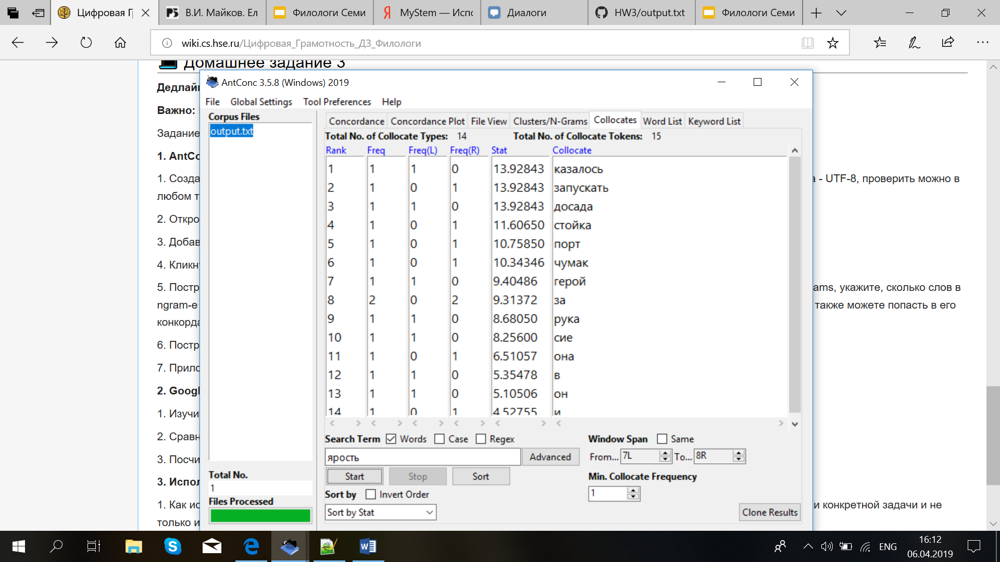 Цифровая Г
В.И. Майков. Ел
Филологи Семи
MyStem — Испо
Диалоги
HW3/output.txt
Филологи Семи
wiki.cs.hse.ru/Цифровая_Грамотность_ДЗ_Филологи
Домашнее задание 3
Дедлай
Важно:
Задание
1. AntCo
1. Созда
а - UTF-8, проверить можно в
любом т
2. Откро
3. Добав
4. Кликн
5. Постр
ams, укажите, сколько слов в
ngram-е
также можете попасть в его
конкорда
6. Постр
7. Прило
2. Googl
1. Изучи
2. Сравн
3. Посчи
3. Испол
1. Как ис
и конкретной задачи и не
только и
AntConc 3.5.8 (Windows) 2019
File Global Settings Tool Preferences Help
Corpus Files
output.txt
Concordance Concordance Plot File View Clusters/N-Grams Collocates Word List Keyword List
Total No. of Collocate Types: 14 Total No. of Collocate Tokens: 15
Rank Freq Freq(L) Freq(R) Stat Collocate
1 1 1 0 13.92843 казалось
2 1 0 1 13.92843 запускать
3 1 1 0 13.92843 досада
4 1 0 1 11.60650 стойка
5 1 0 1 10.75850 порт
6 1 0 1 10.34346 чумак
7 1 1 0 9.40486 герой
8 2 0 2 9.31372 за
9 1 1 0 8.68050 рука
10 1 1 0 8.25600 сие
11 1 0 1 6.51057 она
12 1 1 0 5.35478 в
13 1 1 0 5.10506 он
14 1 0 1 4.52755 и
Search Term Words Case Regex
Window Span Same
ярость
Advanced
From... 7L To... 8R
Start Stop Sort
Min. Collocate Frequency
1
Sort by Invert Order
Sort by Stat
Clone Results
Total No.
1
Files Processed
ENG
16:12
06.04.2019